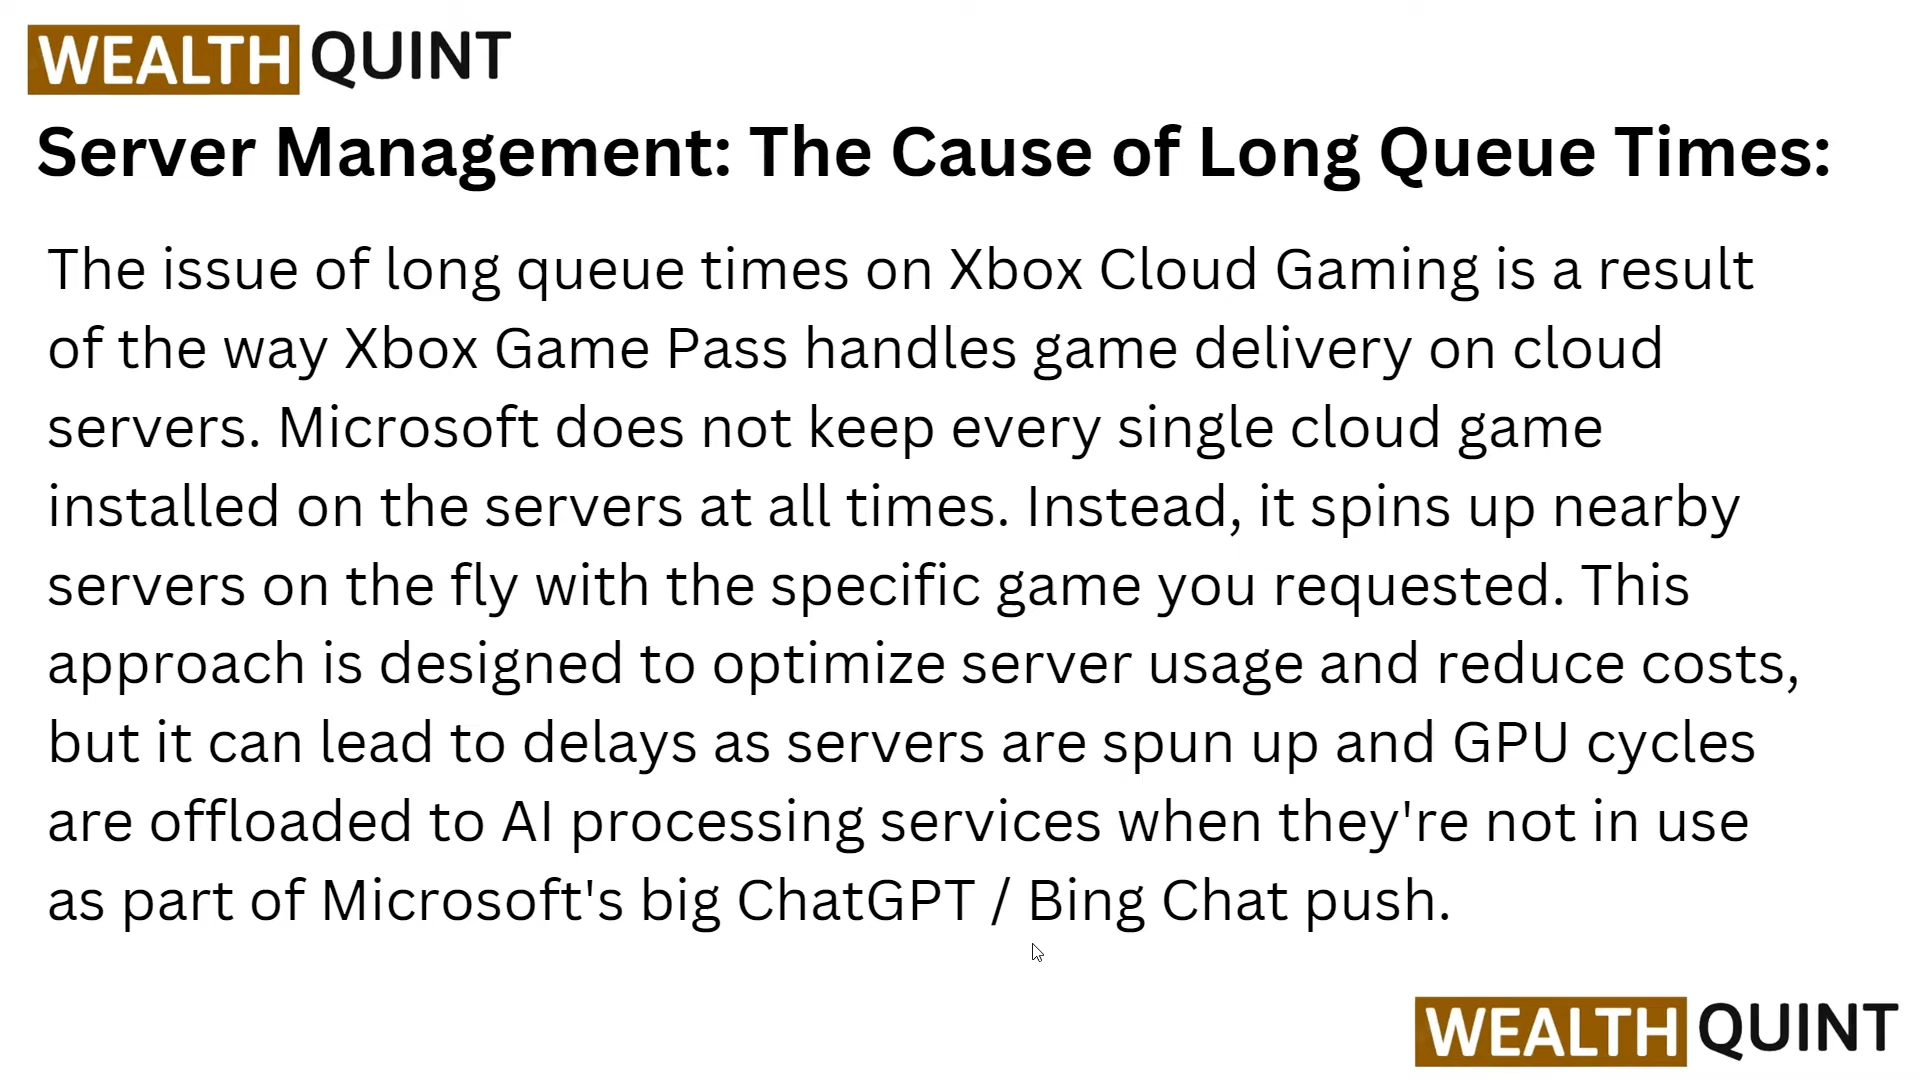 WEALTH QUINT
Server Management: The Cause of Long Queue Times:
The issue of long queue times on Xbox Cloud Gaming is a result
of the way Xbox Game Pass handles game delivery on cloud
servers. Microsoft does not keep every single cloud game
installed on the servers at all times. Instead, it spins up nearby
servers on the fly with the specific game you requested. This
approach is designed to optimize server usage and reduce costs,
but it can lead to delays as servers are spun up and GPU cycles
are offloaded to AI processing services when they're not in use
as part of Microsoft's big ChatGPT / Bing Chat push.
WEALTH QUINT